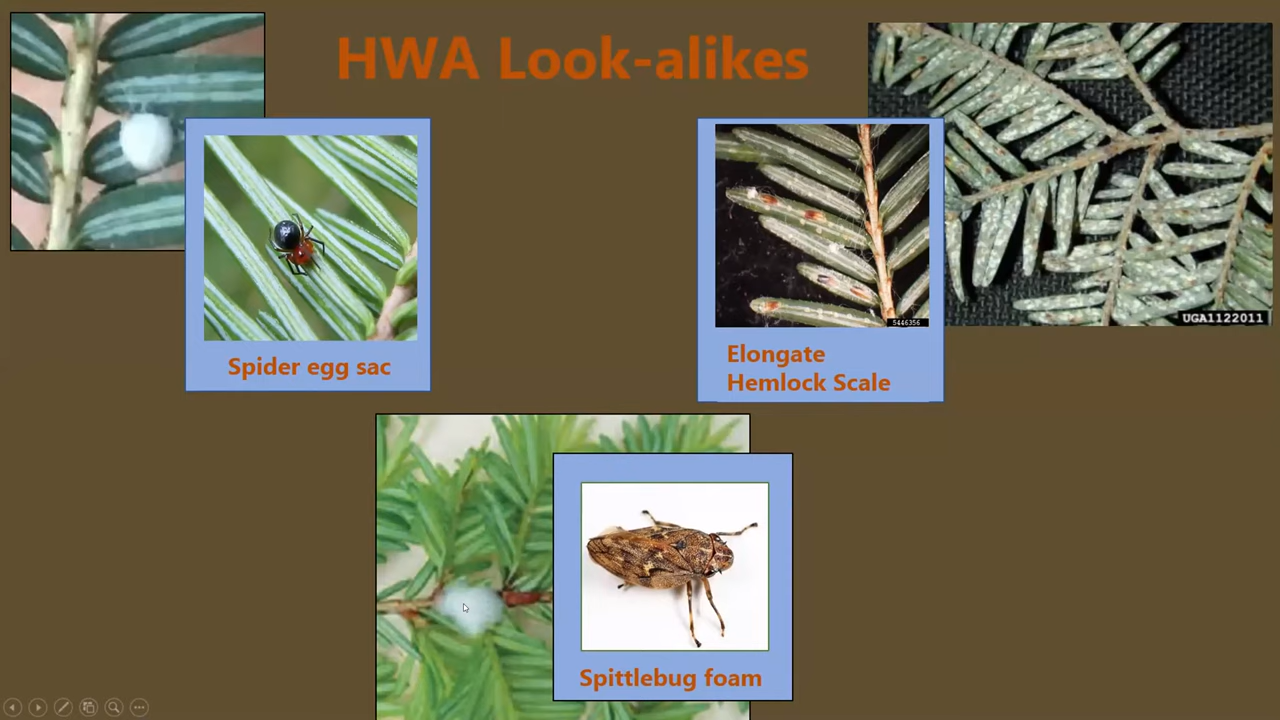 HWA Look-alikes
Spider egg sac
5446356
Elongate
Hemlock Scale
UGA1122011
Spittlebug foam